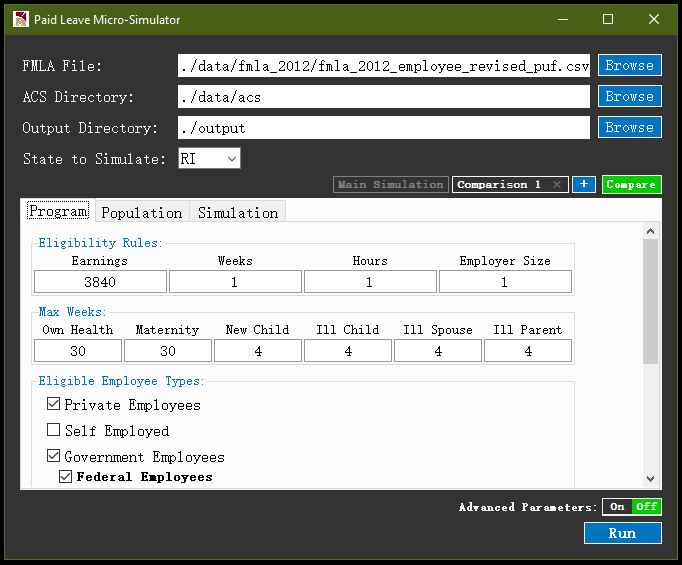 Paid Leave Micro-Simulator
FMLA File: ./data/fmla_2012/fmla_2012_employee_revised_puf.csv Browse
ACS Directory: ./data/acs Browse
Output Directory: ./output Browse
State to Simulate: RI
Main Simulation Comparison 1 × + Compare
Program Population Simulation
Eligibility Rules:
Earnings Weeks Hours Employer Size
3840 1 1 1
Max Weeks:
Own Health Maternity New Child Ill Child Ill Spouse Ill Parent
30 30 4 4 4 4
Eligible Employee Types:
Private Employees
Self Employed
Government Employees
Federal Employees
Advanced Parameters: On Off
Run